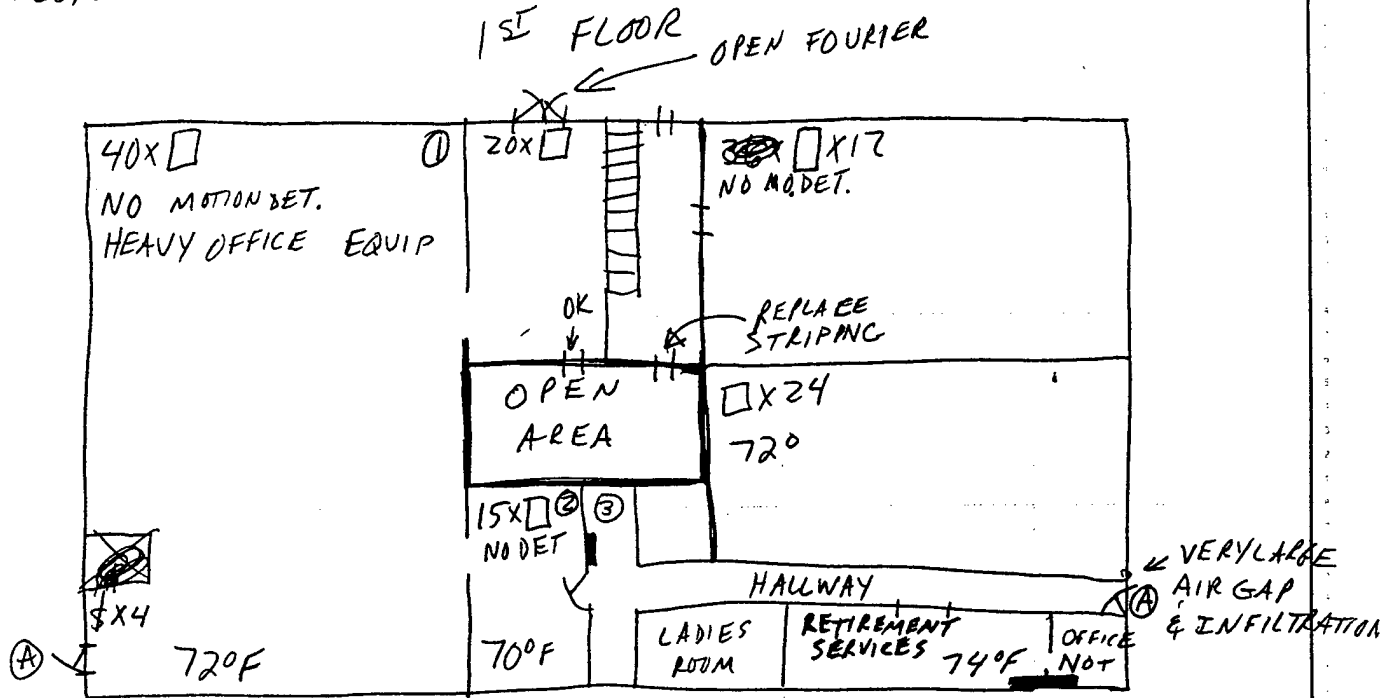 1ST FLOOR
OPEN FOURIER
40X
①
20X
X12
NO MOTION DET.
NO MO.DET.
HEAVY OFFICE EQUIP
OK
REPLACE
STRIPPING
OPEN
AREA
X24
72°
15X
②
③
NO DET
VERY LARGE
AIR GAP
& INFILTRATION
HALLWAY
Ⓐ
X4
Ⓐ
72°F
70°F
LADIES
ROOM
RETIREMENT
SERVICES
74°F
OFFICE
NOT